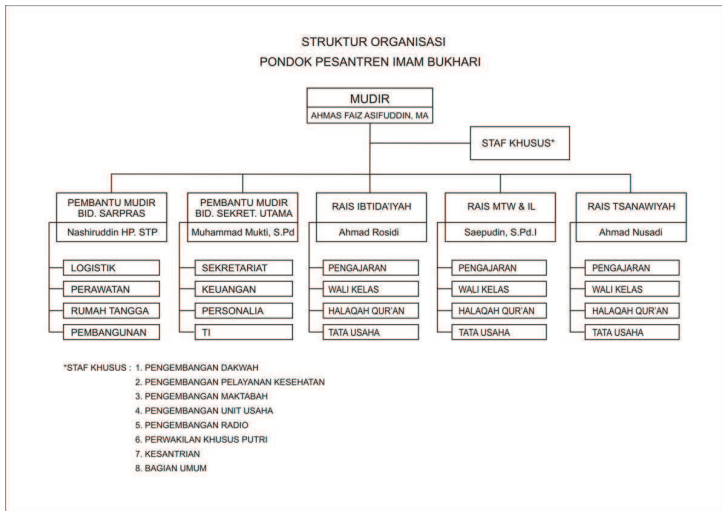 STRUKTUR ORGANISASI
PONDOK PESANTREN IMAM BUKHARI
MUDIR
AHMAS FAIZ ASIFUDDIN, MA
STAF KHUSUS*
PEMBANTU MUDIR
BID. SARPRAS
Nashiruddin HP. STP
LOGISTIK
PERAWATAN
RUMAH TANGGA
PEMBANGUNAN
PEMBANTU MUDIR
BID. SEKRET. UTAMA
Muhammad Mukti, S.Pd
SEKRETARIAT
KEUANGAN
PERSONALIA
TI
RAIS IBTIDA'IYAH
Ahmad Rosidi
PENGAJARAN
WALI KELAS
HALAQAH QUR'AN
TATA USAHA
RAIS MTW & IL
Saepudin, S.Pd.I
PENGAJARAN
WALI KELAS
HALAQAH QUR'AN
TATA USAHA
RAIS TSANAWIYAH
Ahmad Nusadi
PENGAJARAN
WALI KELAS
HALAQAH QUR'AN
TATA USAHA
*STAF KHUSUS : 1. PENGEMBANGAN DAKWAH
2. PENGEMBANGAN PELAYANAN KESEHATAN
3. PENGEMBANGAN MAKTABAH
4. PENGEMBANGAN UNIT USAHA
5. PENGEMBANGAN RADIO
6. PERWAKILAN KHUSUS PUTRI
7. KESANTRIAN
8. BAGIAN UMUM